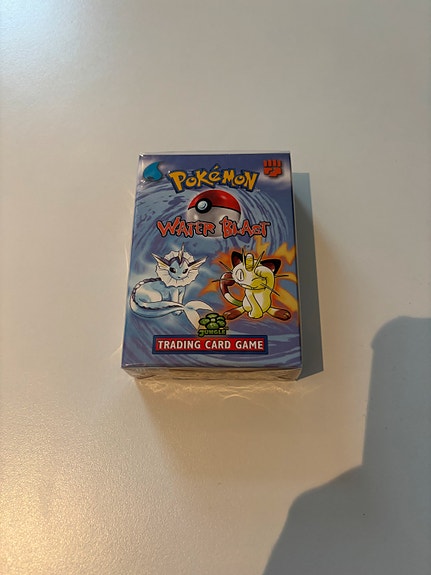 POKéMON
WATER BLAST
JUNGLE
TRADING CARD GAME